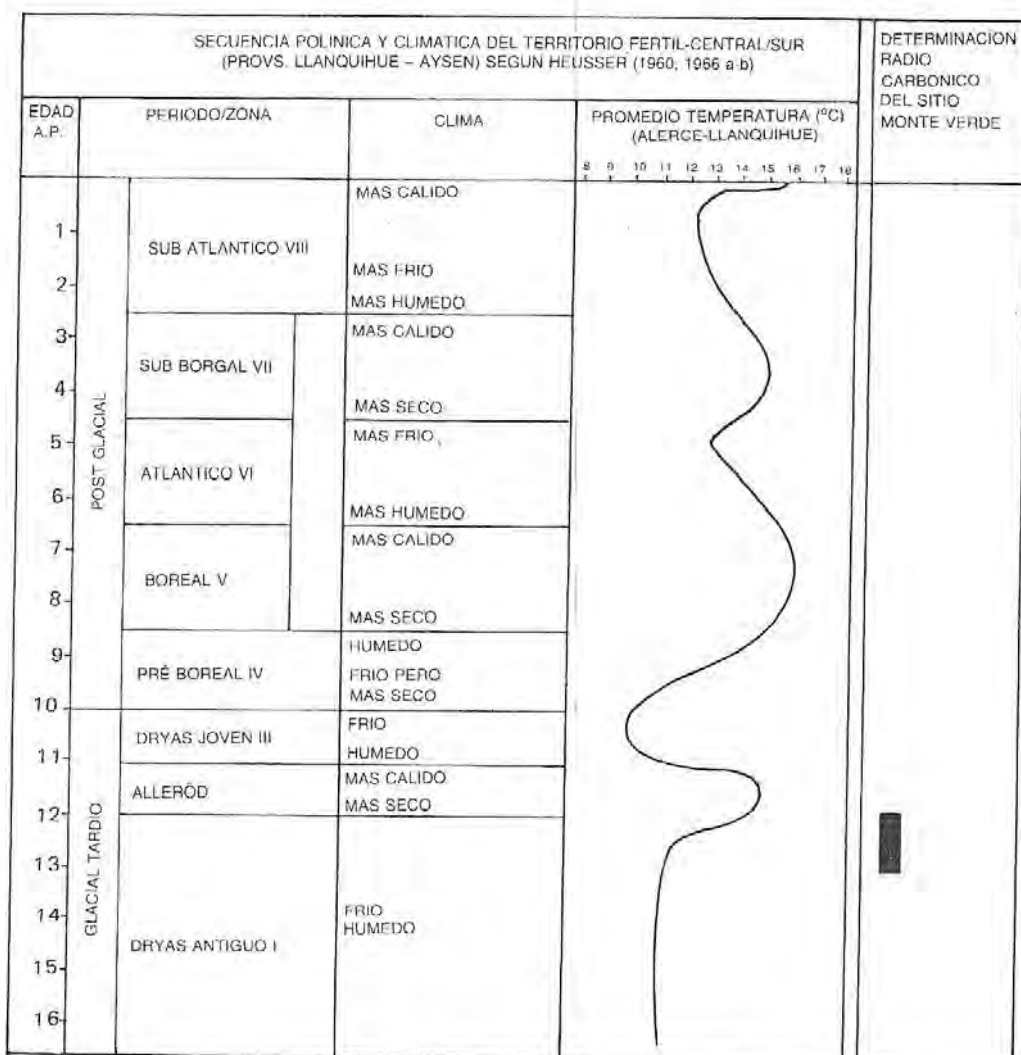 SECUENCIA POLINICA Y CLIMATICA DEL TERRITORIO FERTIL-CENTRAL/SUR
(PROVS. LLANQUIHUE – AYSEN) SEGUN HEUSSER (1960, 1966 a-b)
DETERMINACION
RADIO
CARBONICO
DEL SITIO
MONTE VERDE
EDAD
A.P.
PERIODO/ZONA
CLIMA
PROMEDIO TEMPERATURA (°C)
(ALERCE-LLANQUIHUE)
8 9 10 11 12 13 14 15 16 17 18
POST GLACIAL
GLACIAL TARDIO
1
2
3
4
5
6
7
8
9
10
11
12
13
14
15
16
SUB ATLANTICO VIII
MAS CALIDO
MAS FRIO
MAS HUMEDO
SUB BORGAL VII
MAS CALIDO
MAS SECO
ATLANTICO VI
MAS FRIO
MAS HUMEDO
BOREAL V
MAS CALIDO
MAS SECO
PRÉ BOREAL IV
HUMEDO
FRIO PERO
MAS SECO
DRYAS JOVEN III
FRIO
HUMEDO
ALLERÖD
MAS CALIDO
MAS SECO
DRYAS ANTIGUO I
FRIO
HUMEDO